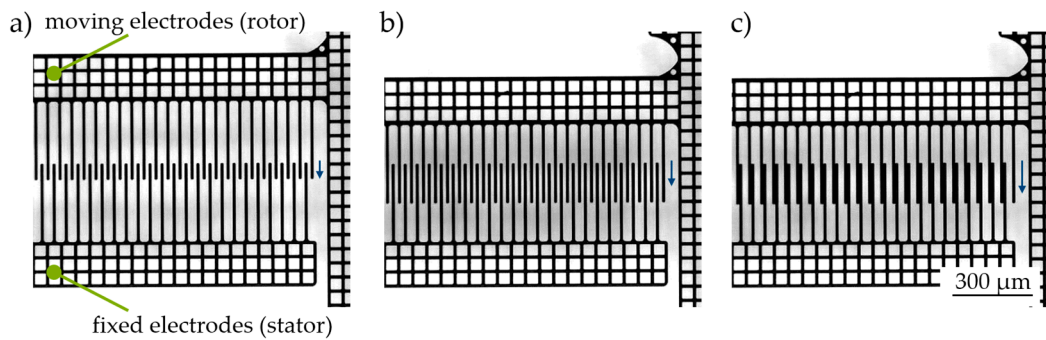 a)
moving electrodes (rotor)
b)
c)
300 µm
fixed electrodes (stator)